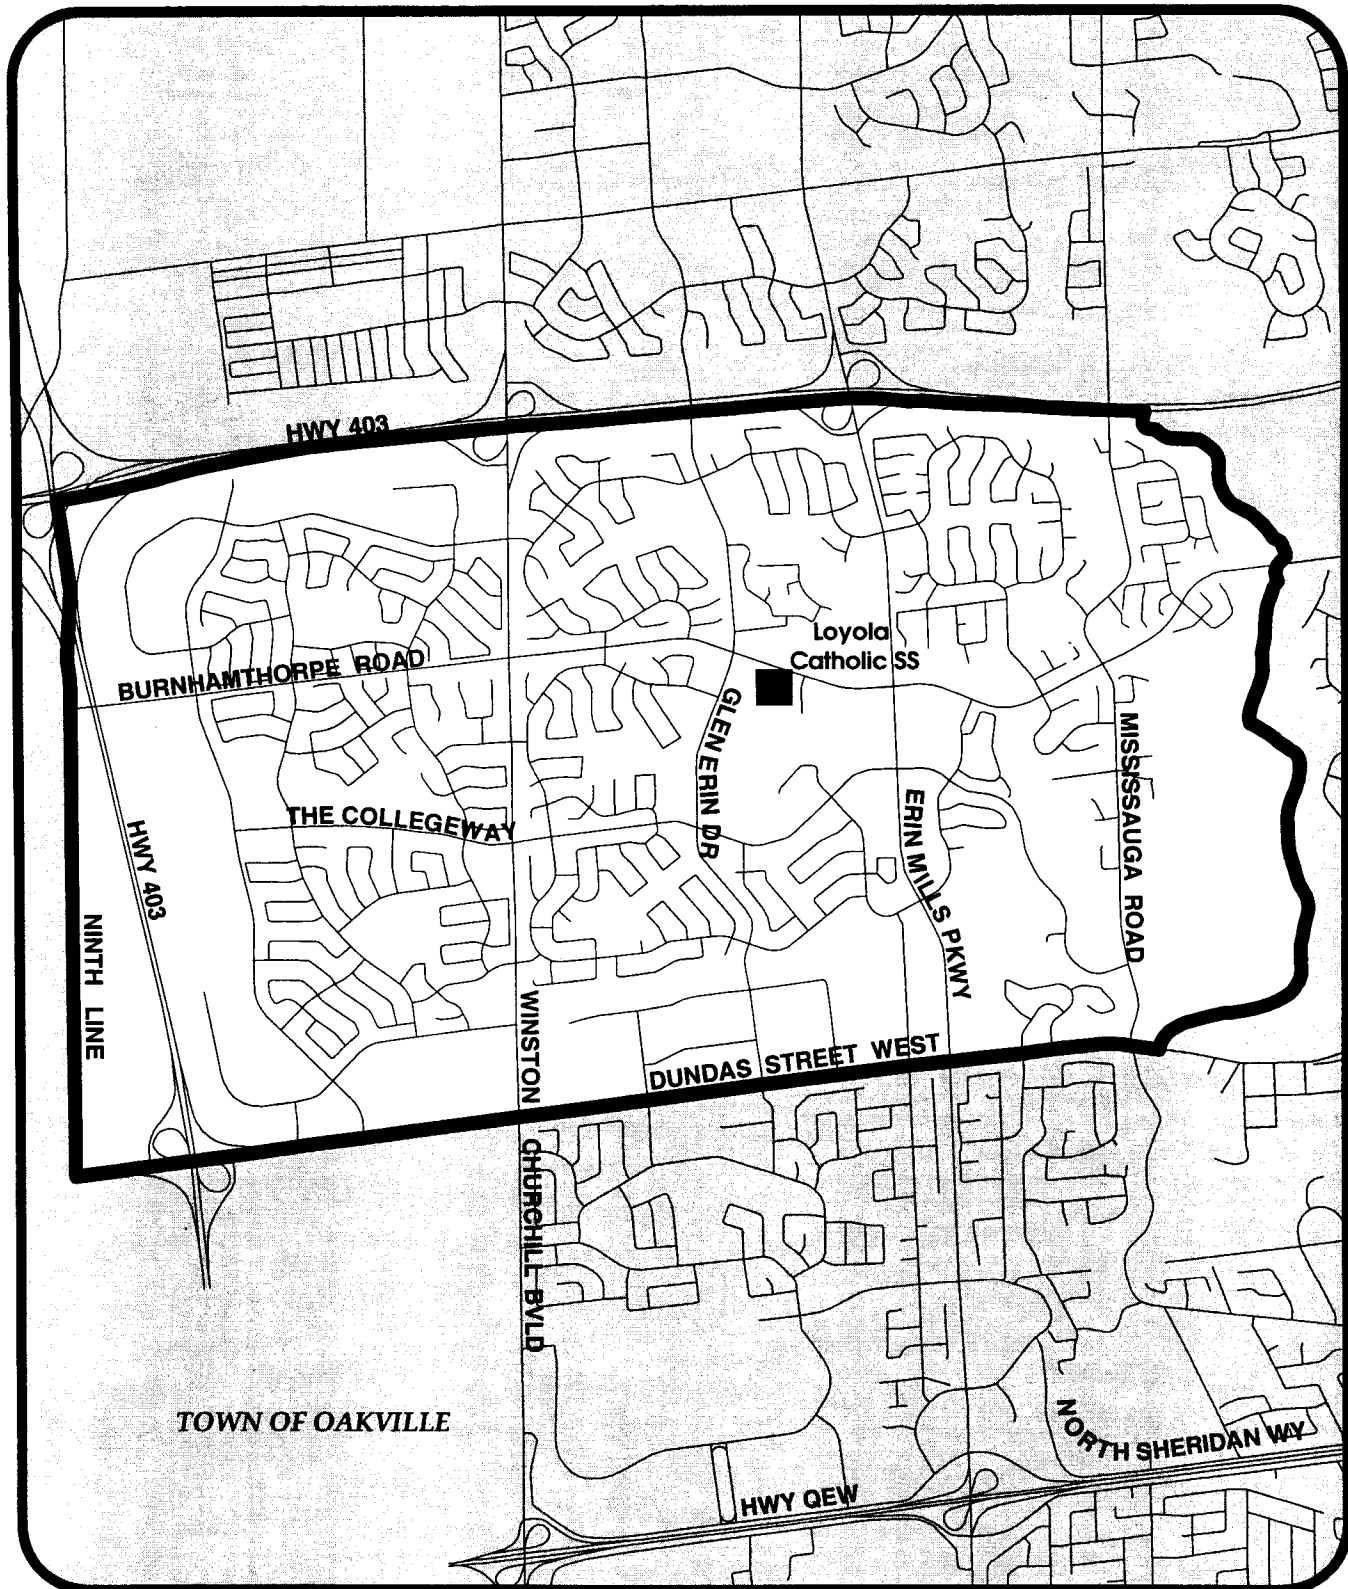 HWY 403
Loyola
Catholic SS
BURNHAMTHORPE ROAD
GLEN ERIN DR
MISSISSAUGA ROAD
THE COLLEGEWAY
ERIN MILLS PKWY
HWY 403
NINTH LINE
WINSTON CHURCHILL BVLD
DUNDAS STREET WEST
TOWN OF OAKVILLE
NORTH SHERIDAN WY
HWY QEW